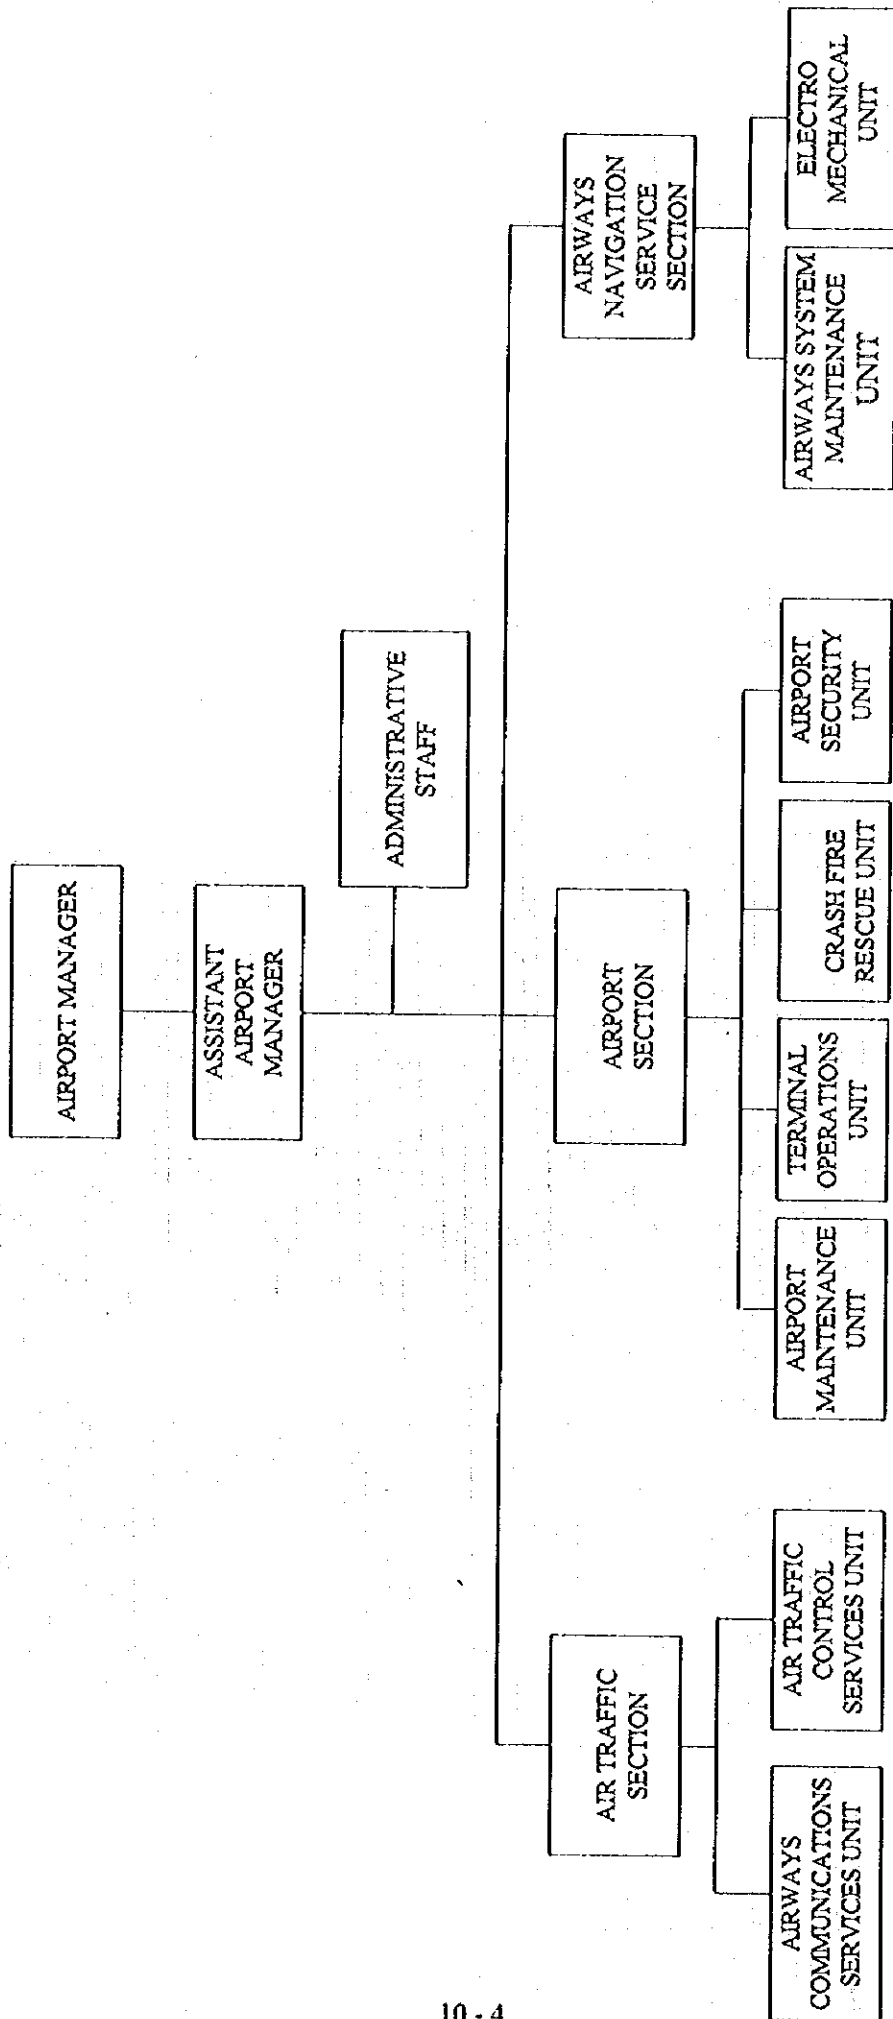 AIRPORT MANAGER
ASSISTANT
AIRPORT
MANAGER
ADMINISTRATIVE
STAFF
AIR TRAFFIC
SECTION
AIRPORT
SECTION
AIRWAYS
NAVIGATION
SERVICE
SECTION
AIRWAYS
COMMUNICATIONS
SERVICES UNIT
AIR TRAFFIC
CONTROL
SERVICES UNIT
AIRPORT
MAINTENANCE
UNIT
TERMINAL
OPERATIONS
UNIT
CRASH FIRE
RESCUE UNIT
AIRPORT
SECURITY
UNIT
AIRWAYS SYSTEM
MAINTENANCE
UNIT
ELECTRO
MECHANICAL
UNIT
10 - 4